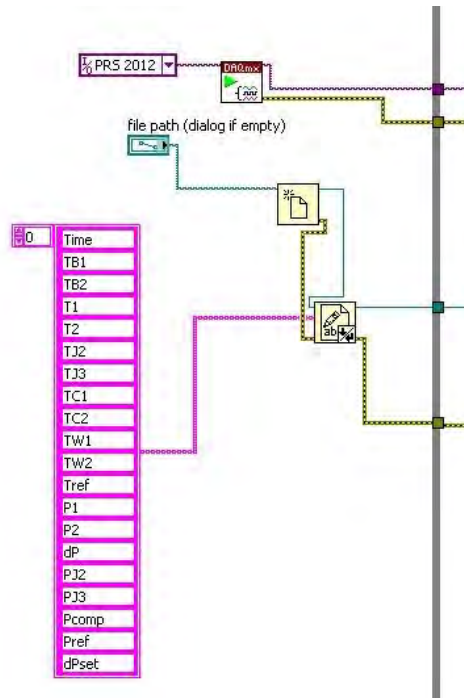 I/O PRS 2012
DAQmx
file path (dialog if empty)
0
Time
TB1
TB2
T1
T2
TJ2
TJ3
TC1
TC2
TW1
TW2
Tref
P1
P2
dP
PJ2
PJ3
Pcomp
Pref
dPset
ab